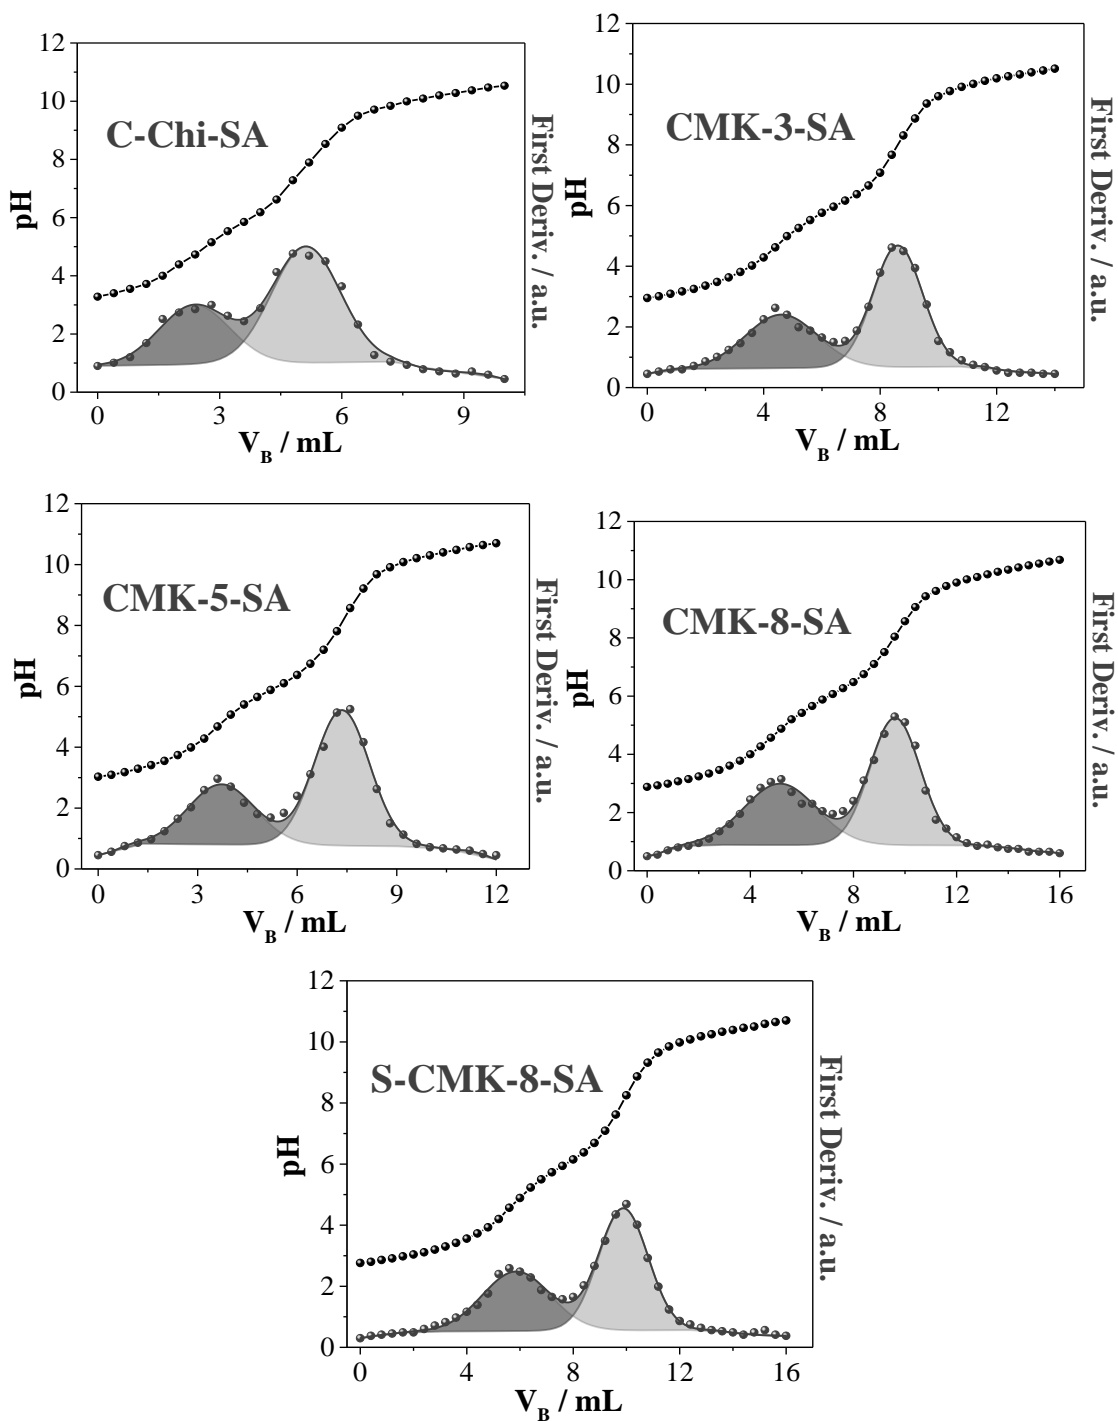 12
10
8
6
4
2
0
pH
C-Chi-SA
First Deriv. / a.u.
0 3 6 9
V_B / mL
12
10
8
6
4
2
0
pH
CMK-3-SA
First Deriv. / a.u.
0 4 8 12
V_B / mL
12
10
8
6
4
2
0
pH
CMK-5-SA
First Deriv. / a.u.
0 3 6 9 12
V_B / mL
12
10
8
6
4
2
0
pH
CMK-8-SA
First Deriv. / a.u.
0 4 8 12 16
V_B / mL
12
10
8
6
4
2
0
pH
S-CMK-8-SA
First Deriv. / a.u.
0 4 8 12 16
V_B / mL